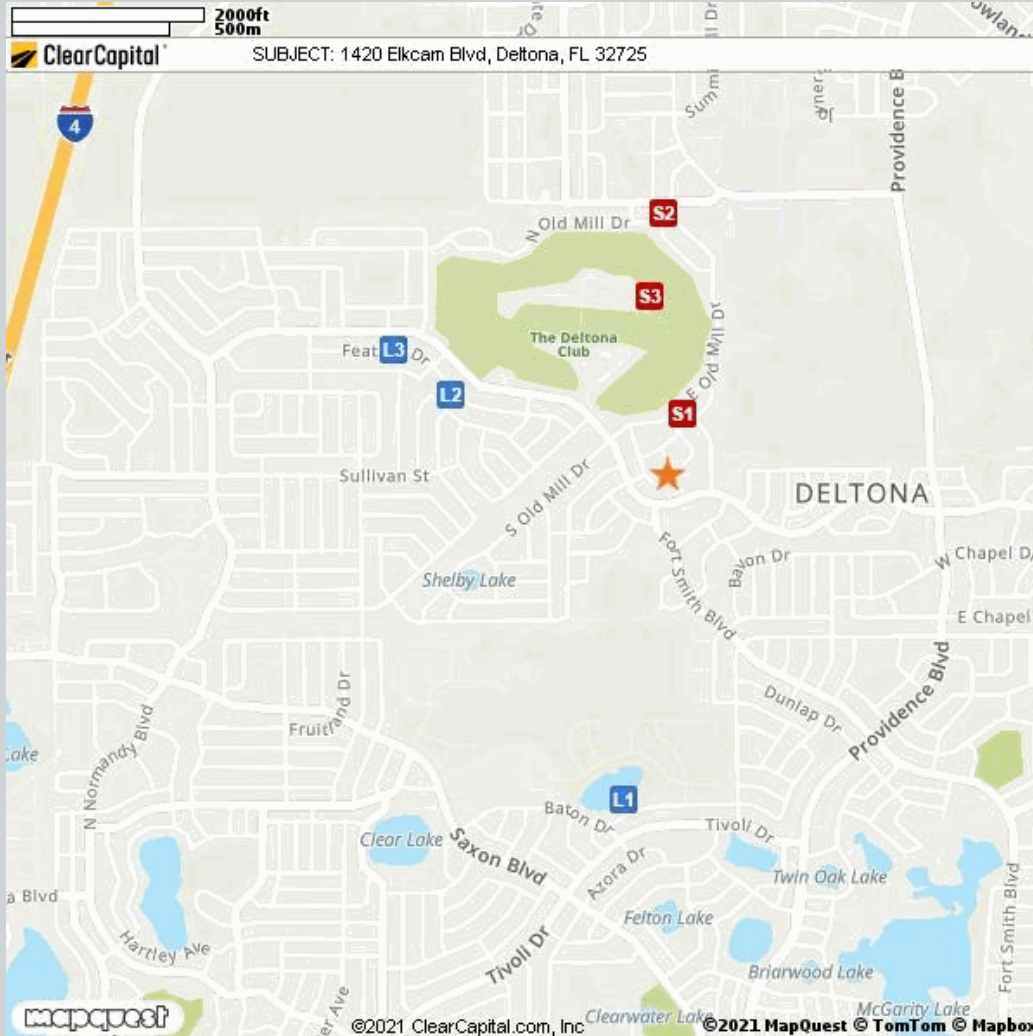 2000ft
500m
ClearCapital
SUBJECT: 1420 Elkcam Blvd, Deltona, FL 32725
4
Providence B
N Old Mill Dr
S2
S3
The Deltona
Club
E Old Mill Dr
Feat
L3
Dr
L2
S1
Sullivan St
S Old Mill Dr
DELTONA
Shelby Lake
Fort Smith Blvd
W Chapel D
E Chapel
Fruitland Dr
Dunlap Dr
Providence Blvd
N Normandy Blvd
Lake
L1
Baton Dr
Tivoli Dr
Clear Lake
Saxon Blvd
Azora Dr
Twin Oak Lake
a Blvd
Felton Lake
Hartley Ave
Tivoli Dr
Fort Smith Blvd
Briarwood Lake
McGarity Lake
Clearwater Lake
er Ave
mapquest
©2021 ClearCapital.com, Inc
©2021 MapQuest © TomTom © Mapbo